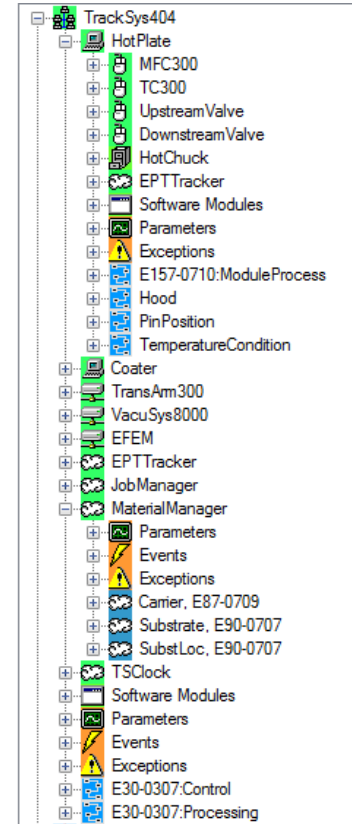 TrackSys404
HotPlate
MFC300
TC300
UpstreamValve
DownstreamValve
HotChuck
EPTTracker
Software Modules
Parameters
Exceptions
E157-0710:ModuleProcess
Hood
PinPosition
TemperatureCondition
Coater
TransArm300
VacuSys8000
EFEM
EPTTracker
JobManager
MaterialManager
Parameters
Events
Exceptions
Carrier, E87-0709
Substrate, E90-0707
SubstLoc, E90-0707
TSClock
Software Modules
Parameters
Events
Exceptions
E30-0307:Control
E30-0307:Processing